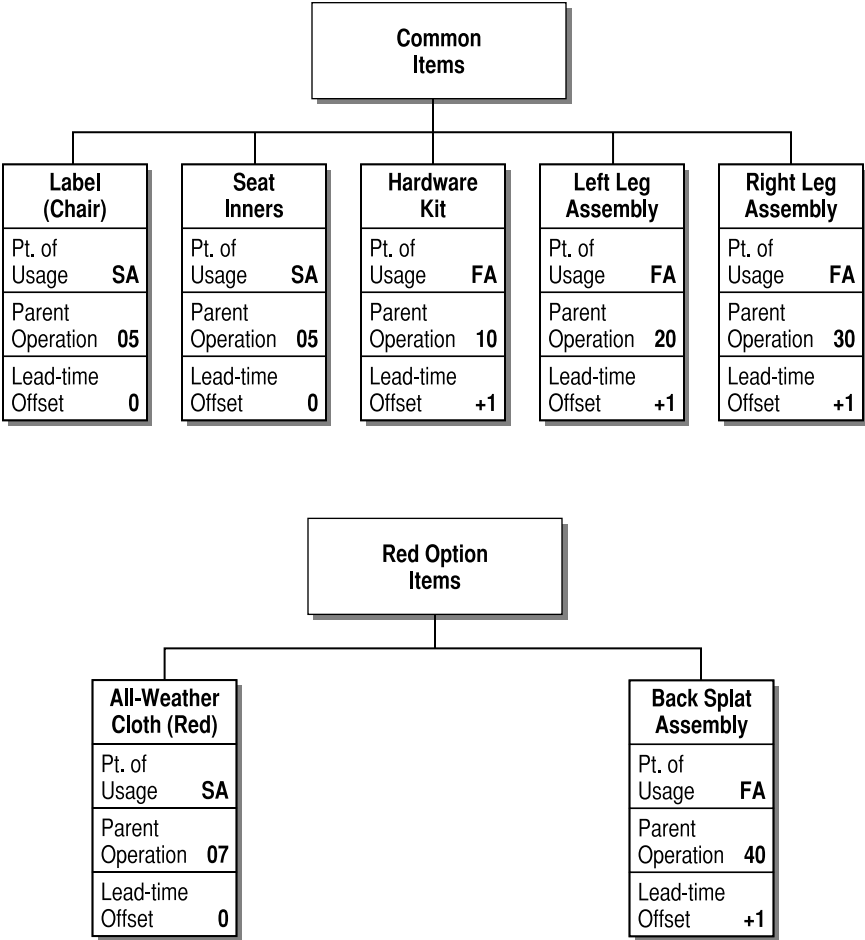 Common
Items
Label
(Chair)
Pt. of
Usage SA
Parent
Operation 05
Lead-time
Offset 0
Seat
Inners
Pt. of
Usage SA
Parent
Operation 05
Lead-time
Offset 0
Hardware
Kit
Pt. of
Usage FA
Parent
Operation 10
Lead-time
Offset +1
Left Leg
Assembly
Pt. of
Usage FA
Parent
Operation 20
Lead-time
Offset +1
Right Leg
Assembly
Pt. of
Usage FA
Parent
Operation 30
Lead-time
Offset +1
Red Option
Items
All-Weather
Cloth (Red)
Pt. of
Usage SA
Parent
Operation 07
Lead-time
Offset 0
Back Splat
Assembly
Pt. of
Usage FA
Parent
Operation 40
Lead-time
Offset +1